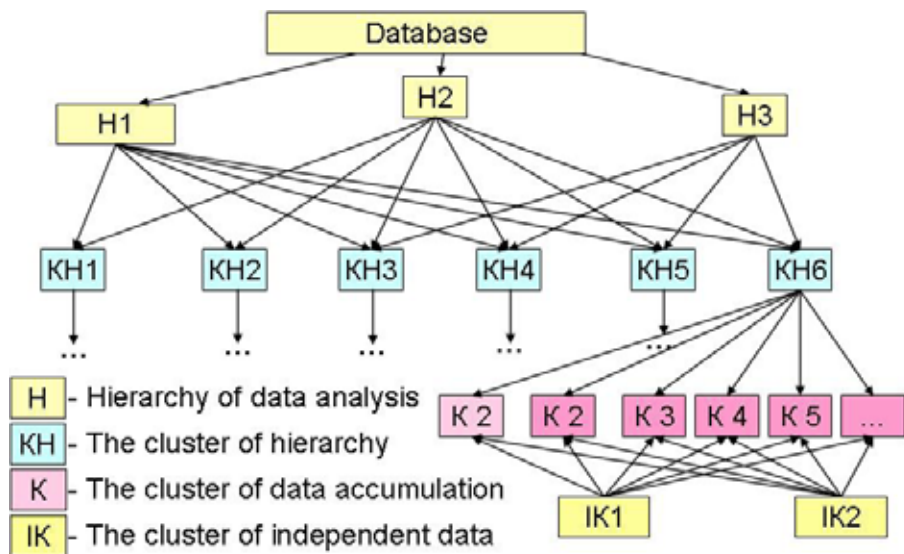 Database
H1
H2
H3
KH1
KH2
KH3
KH4
KH5
KH6
...
...
...
...
...
H - Hierarchy of data analysis
KH - The cluster of hierarchy
K - The cluster of data accumulation
IK - The cluster of independent data
K 2
K 2
K 3
K 4
K 5
...
IK1
IK2